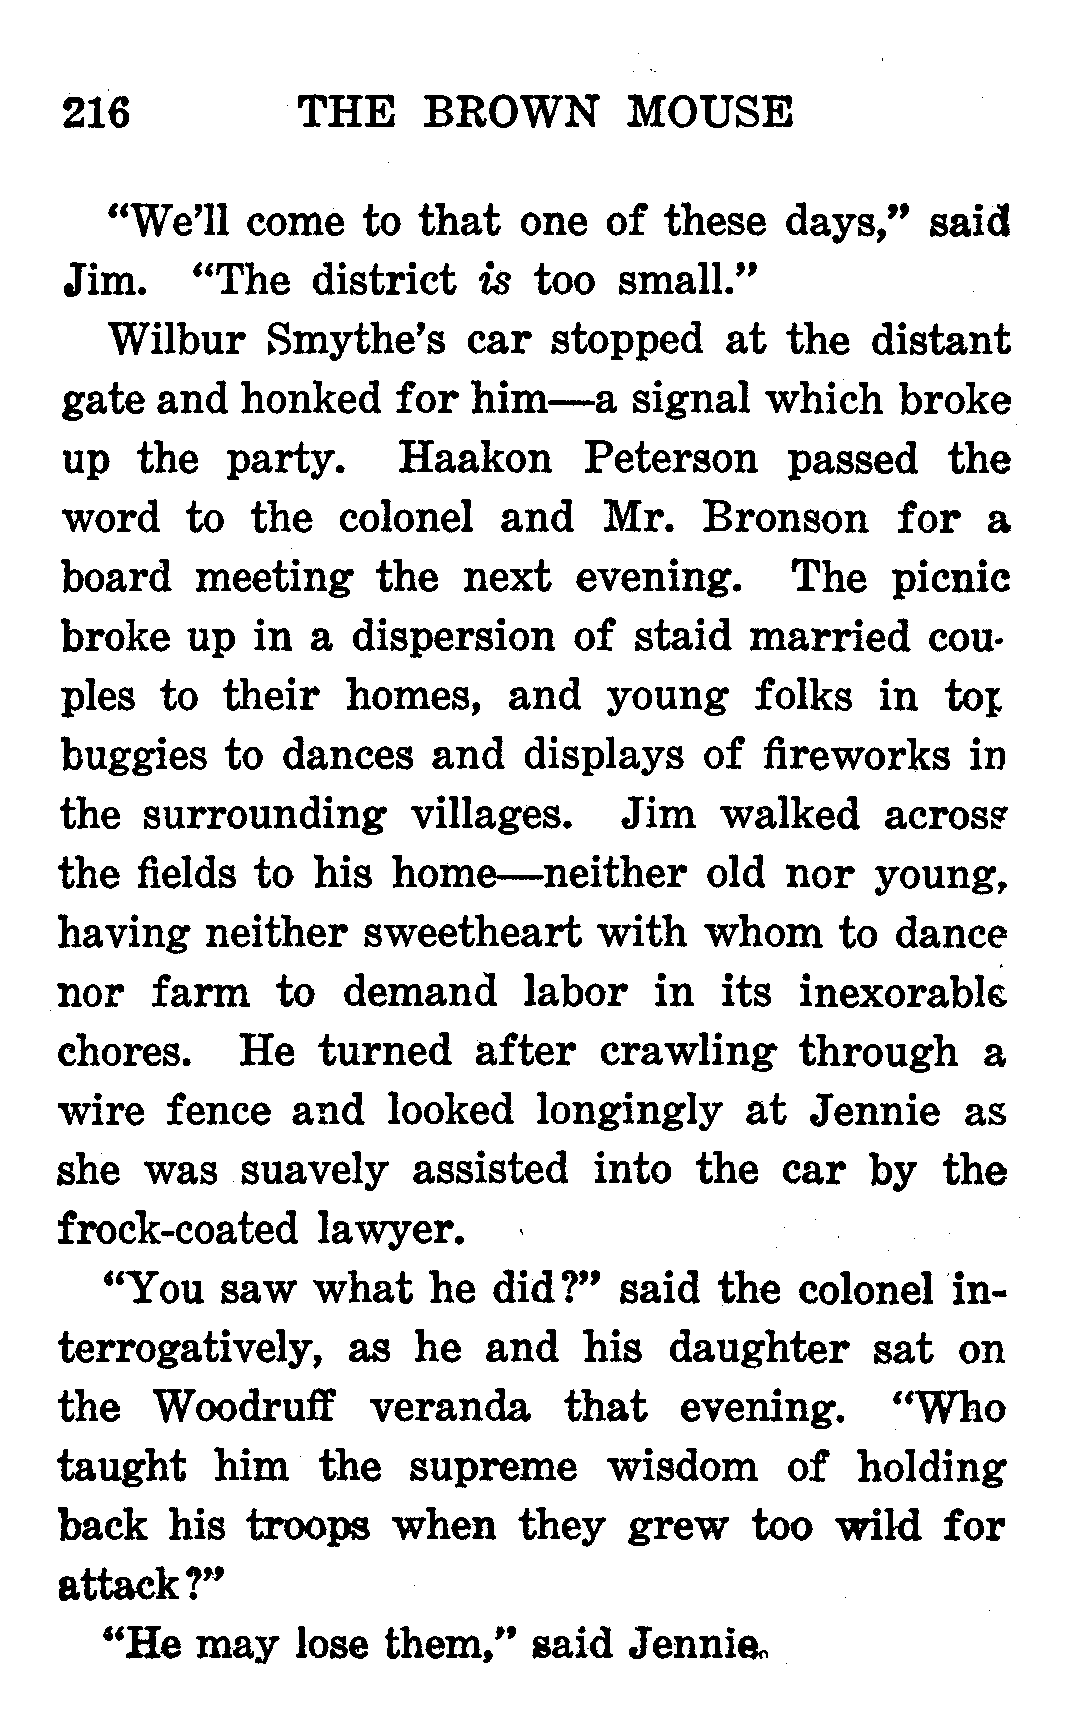 216 THE BROWN MOUSE
"We'll come to that one of these days," said
Jim. "The district is too small."
Wilbur Smythe's car stopped at the distant
gate and honked for him—a signal which broke
up the party. Haakon Peterson passed the
word to the colonel and Mr. Bronson for a
board meeting the next evening. The picnic
broke up in a dispersion of staid married cou-
ples to their homes, and young folks in top
buggies to dances and displays of fireworks in
the surrounding villages. Jim walked across
the fields to his home—neither old nor young,
having neither sweetheart with whom to dance
nor farm to demand labor in its inexorable
chores. He turned after crawling through a
wire fence and looked longingly at Jennie as
she was suavely assisted into the car by the
frock-coated lawyer.
"You saw what he did?" said the colonel in-
terrogatively, as he and his daughter sat on
the Woodruff veranda that evening. "Who
taught him the supreme wisdom of holding
back his troops when they grew too wild for
attack?"
"He may lose them," said Jennie.